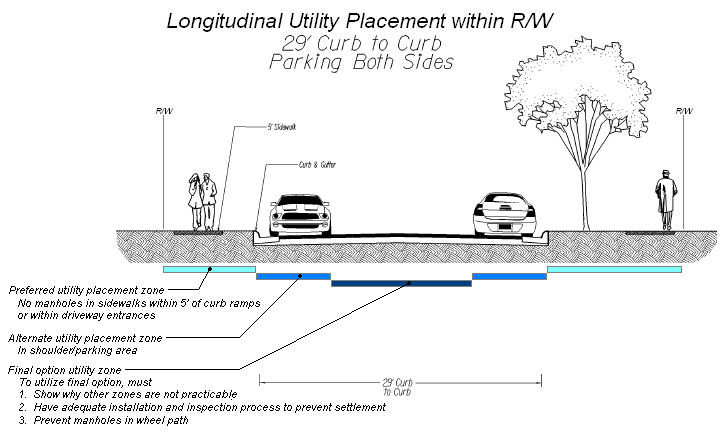 Longitudinal Utility Placement within R/W
29' Curb to Curb
Parking Both Sides
R/W
R/W
5' Sidewalk
Curb & Gutter
Preferred utility placement zone
No manholes in sidewalks within 5' of curb ramps
or within driveway entrances
Alternate utility placement zone
In shoulder/parking area
Final option utility zone
To utilize final option, must
1. Show why other zones are not practicable
2. Have adequate installation and inspection process to prevent settlement
3. Prevent manholes in wheel path
29' Curb
to Curb